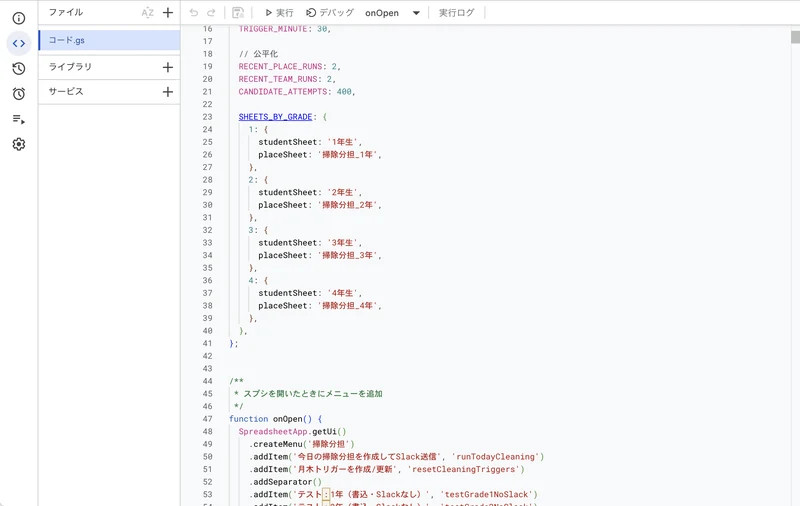 ファイル
AZ
コード.gs
ライブラリ
サービス
実行
デバッグ
onOpen
実行ログ
16 TRIGGER_MINUTE: 30,
17
18 // 公平化
19 RECENT_PLACE_RUNS: 2,
20 RECENT_TEAM_RUNS: 2,
21 CANDIDATE_ATTEMPTS: 400,
22
23 SHEETS_BY_GRADE: {
24 1: {
25 studentSheet: '1年生',
26 placeSheet: '掃除分担_1年',
27 },
28 2: {
29 studentSheet: '2年生',
30 placeSheet: '掃除分担_2年',
31 },
32 3: {
33 studentSheet: '3年生',
34 placeSheet: '掃除分担_3年',
35 },
36 4: {
37 studentSheet: '4年生',
38 placeSheet: '掃除分担_4年',
39 },
40 },
41 };
42
43
44 /**
45 * スプシを開いたときにメニューを追加
46 */
47 function onOpen() {
48 SpreadsheetApp.getUi()
49 .createMenu('掃除分担')
50 .addItem('今日の掃除分担を作成してSlack送信', 'runTodayCleaning')
51 .addItem('月木トリガーを作成/更新', 'resetCleaningTriggers')
52 .addSeparator()
53 .addItem('テスト：1年（書込・Slackなし）', 'testGrade1NoSlack')